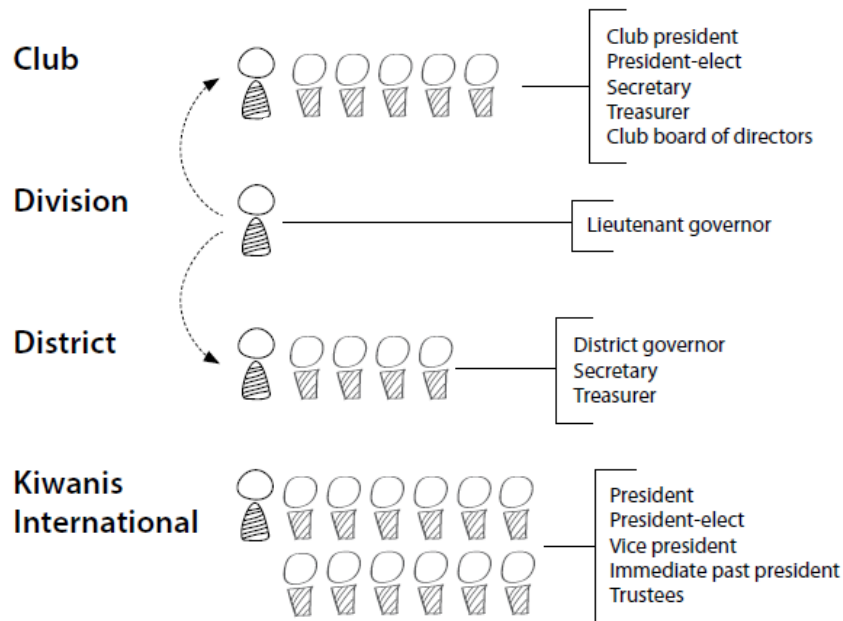 Club
Club president
President-elect
Secretary
Treasurer
Club board of directors
Division
Lieutenant governor
District
District governor
Secretary
Treasurer
Kiwanis
International
President
President-elect
Vice president
Immediate past president
Trustees